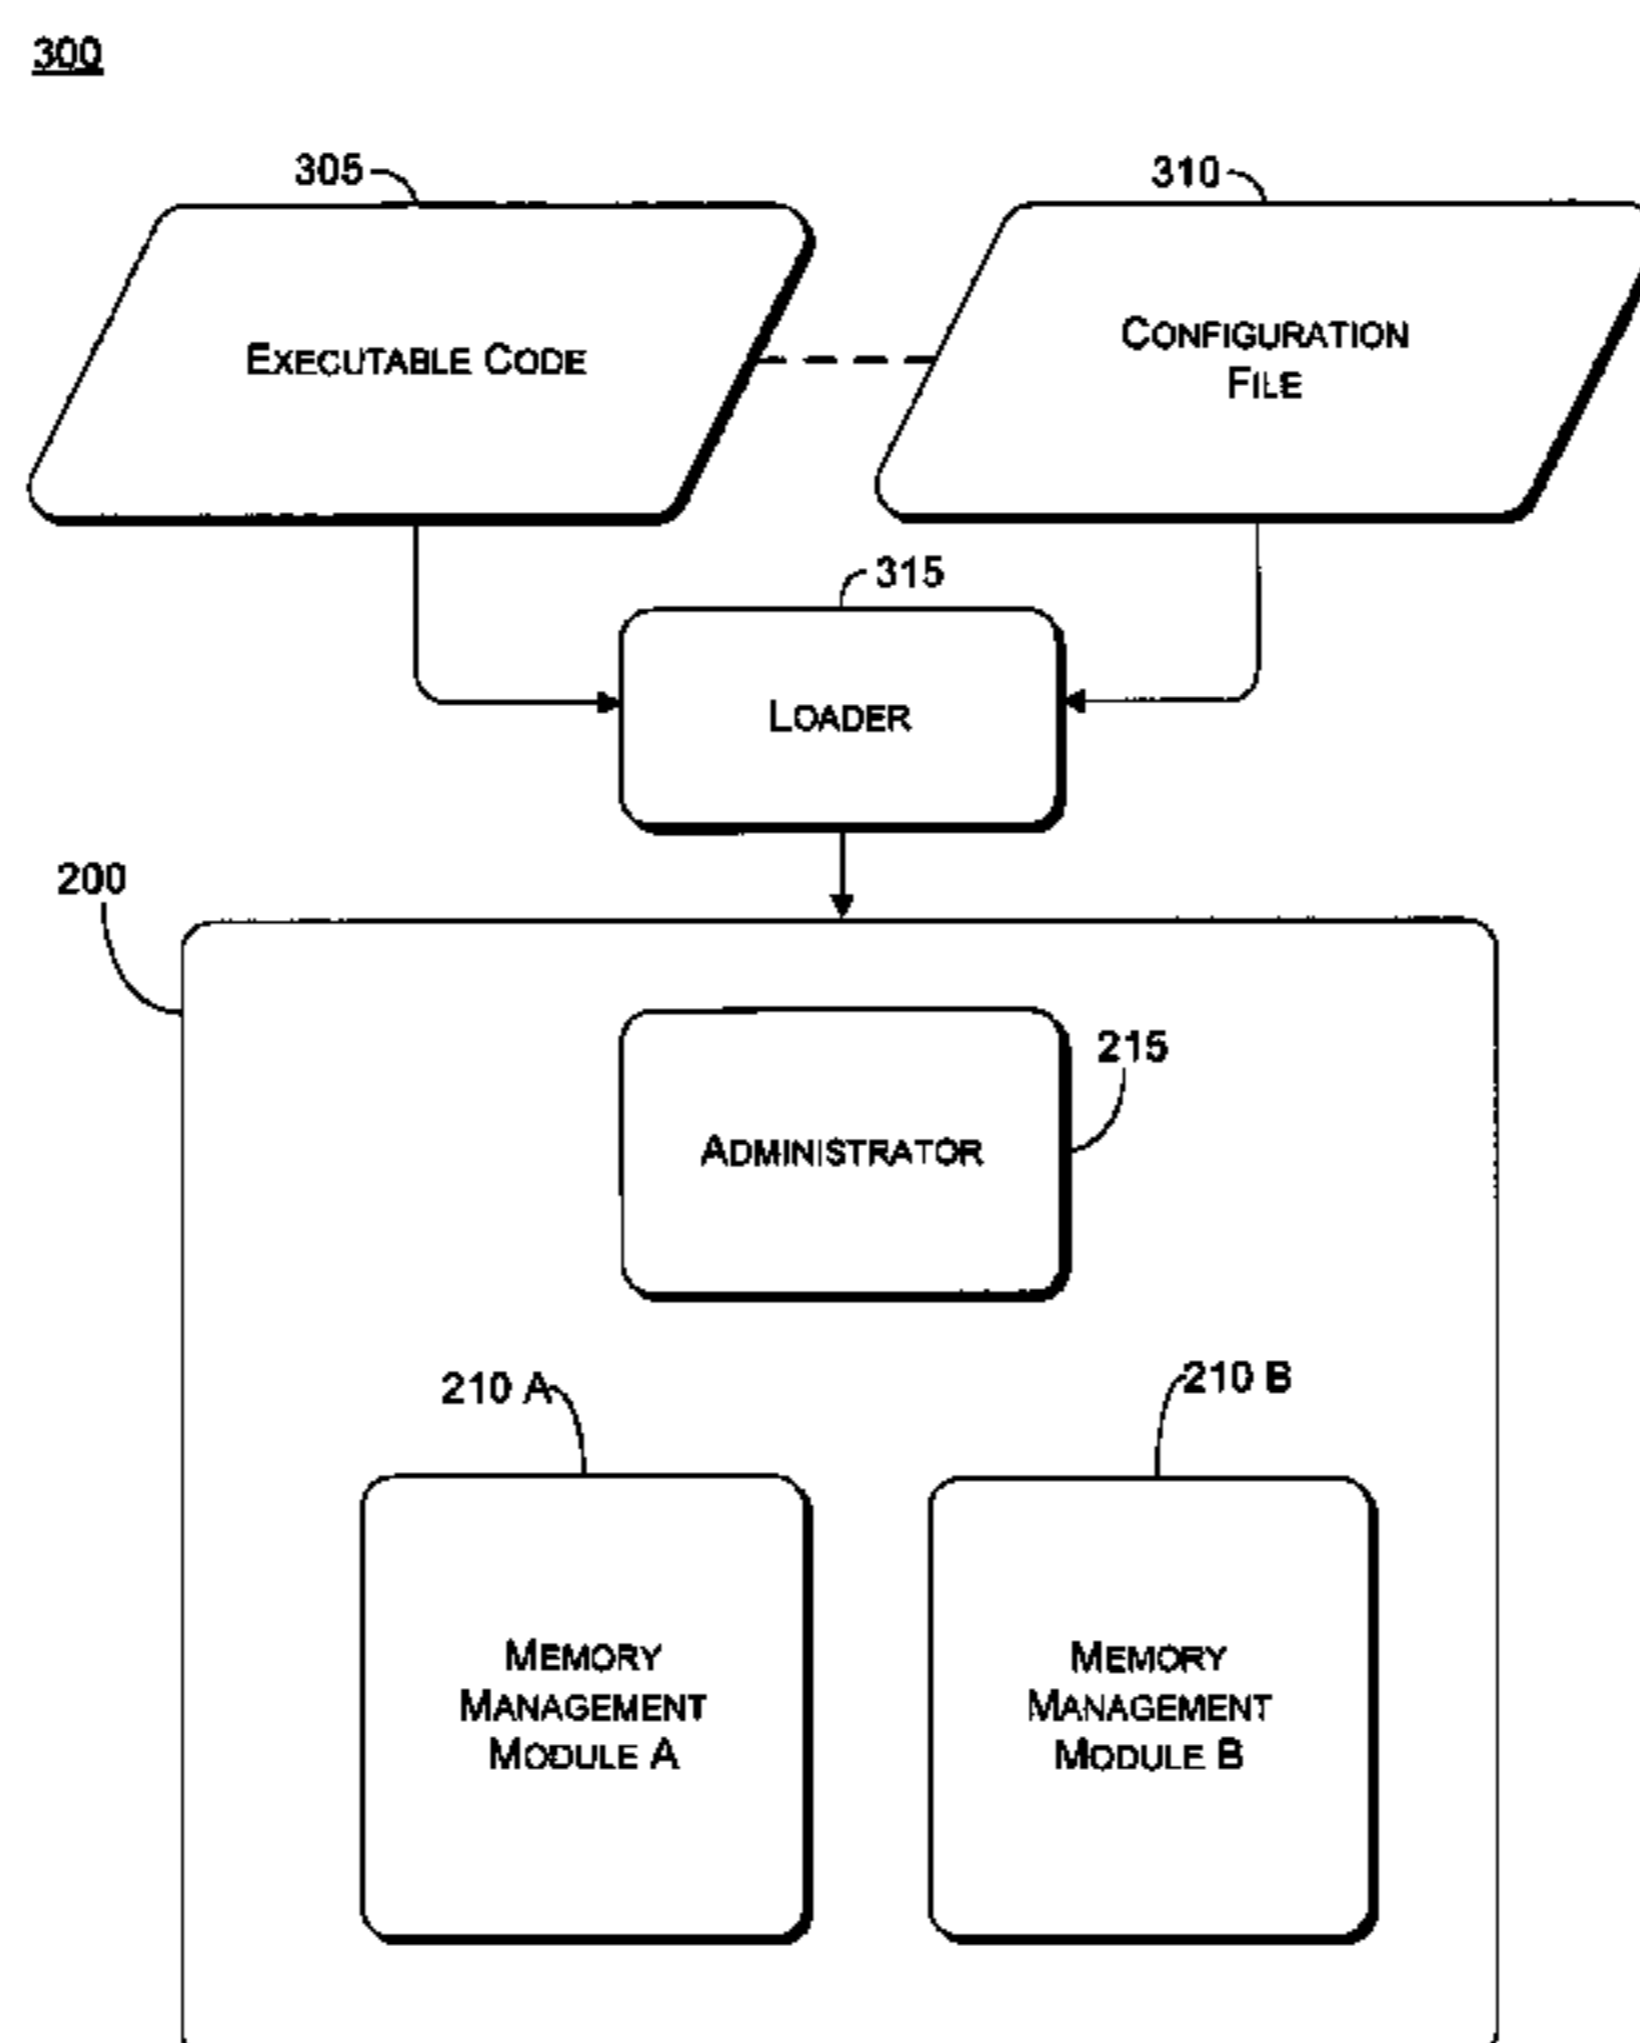 300
305
310
EXECUTABLE CODE
CONFIGURATION
FILE
315
LOADER
200
215
ADMINISTRATOR
210 A
210 B
MEMORY
MANAGEMENT
MODULE A
MEMORY
MANAGEMENT
MODULE B